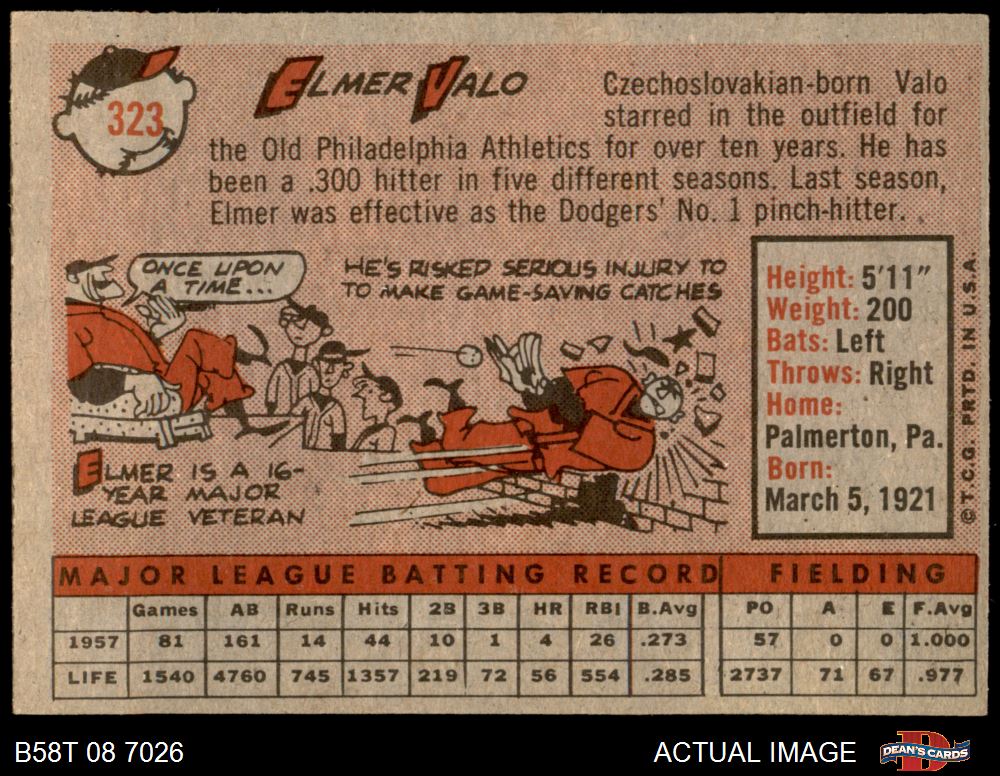 323
ELMER VALO
Czechoslovakian-born Valo
starred in the outfield for
the Old Philadelphia Athletics for over ten years. He has
been a .300 hitter in five different seasons. Last season,
Elmer was effective as the Dodgers' No. 1 pinch-hitter.
ONCE UPON
A TIME...
HE'S RISKED SERIOUS INJURY TO
TO MAKE GAME-SAVING CATCHES
ELMER IS A 16-
YEAR MAJOR
LEAGUE VETERAN
Height: 5'11"
Weight: 200
Bats: Left
Throws: Right
Home:
Palmerton, Pa.
Born:
March 5, 1921
© T.C.G. PRTD. IN U.S.A.
MAJOR LEAGUE BATTING RECORD FIELDING
Games AB Runs Hits 2B 3B HR RBI B.Avg PO A E F.Avg
1957 81 161 14 44 10 1 4 26 .273 57 0 0 1.000
LIFE 1540 4760 745 1357 219 72 56 554 .285 2737 71 67 .977
B58T 08 7026 ACTUAL IMAGE
D
DEAN'S CARDS